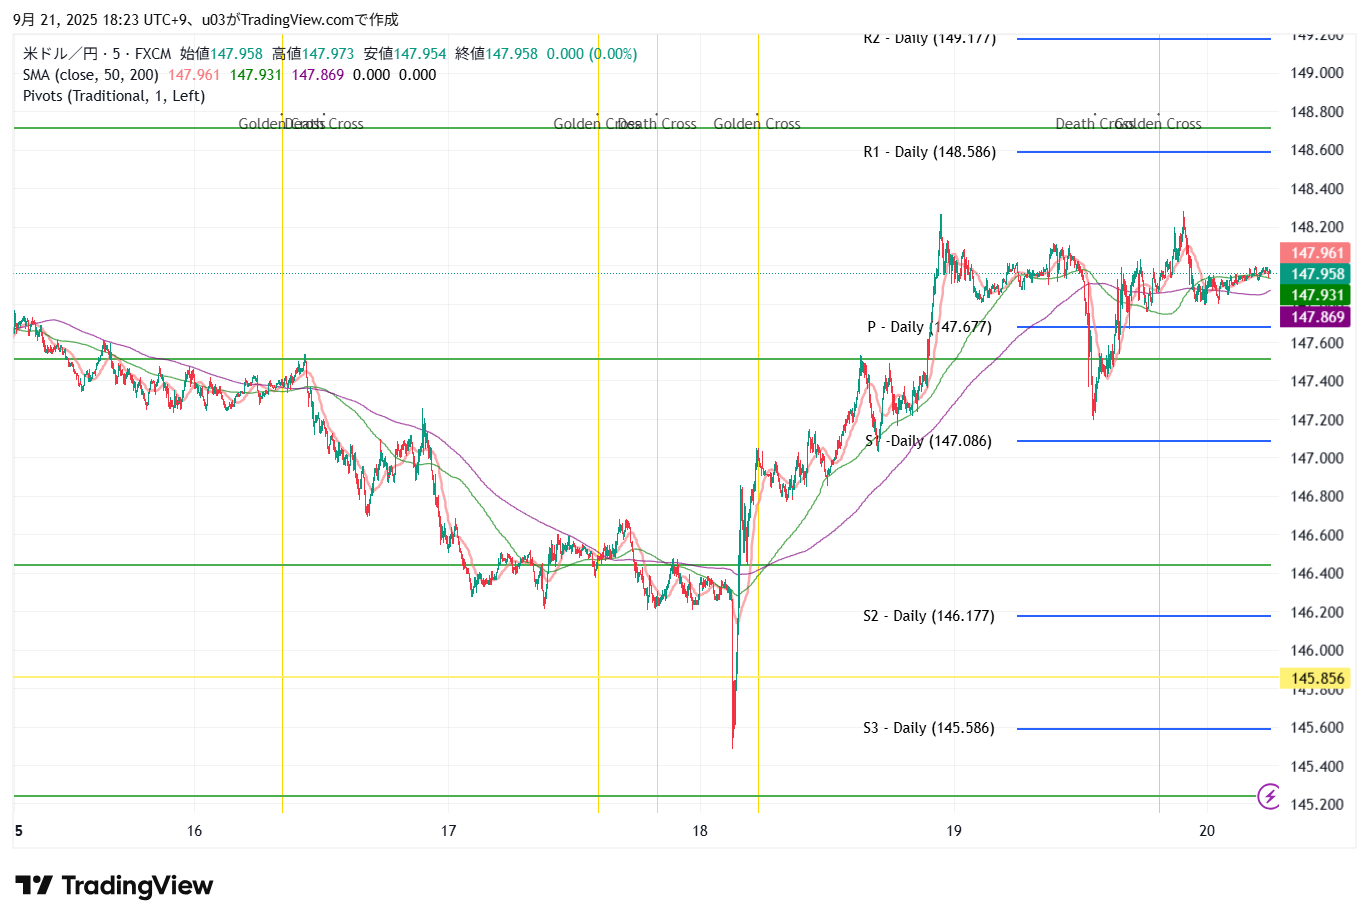 9月 21, 2025 18:23 UTC+9、u03がTradingView.comで作成
米ドル/円・5・FXCM 始値147.958 高値147.973 安値147.954 終値147.958 0.000 (0.00%)
SMA (close, 50, 200) 147.961 147.931 147.869 0.000 0.000
Pivots (Traditional, 1, Left)
R2 - Daily (149.177)
149.200
149.000
148.800
Golden Cross Death Cross Golden Cross Death Cross Golden Cross Death Cross Golden Cross
R1 - Daily (148.586)
148.600
148.400
148.200
147.961
147.958
147.931
147.869
P - Daily (147.677)
147.600
147.400
147.200
S1 - Daily (147.086)
147.000
146.800
146.600
146.400
S2 - Daily (146.177)
146.200
146.000
145.856
145.800
S3 - Daily (145.586)
145.600
145.400
145.200
5 16 17 18 19 20
TradingView